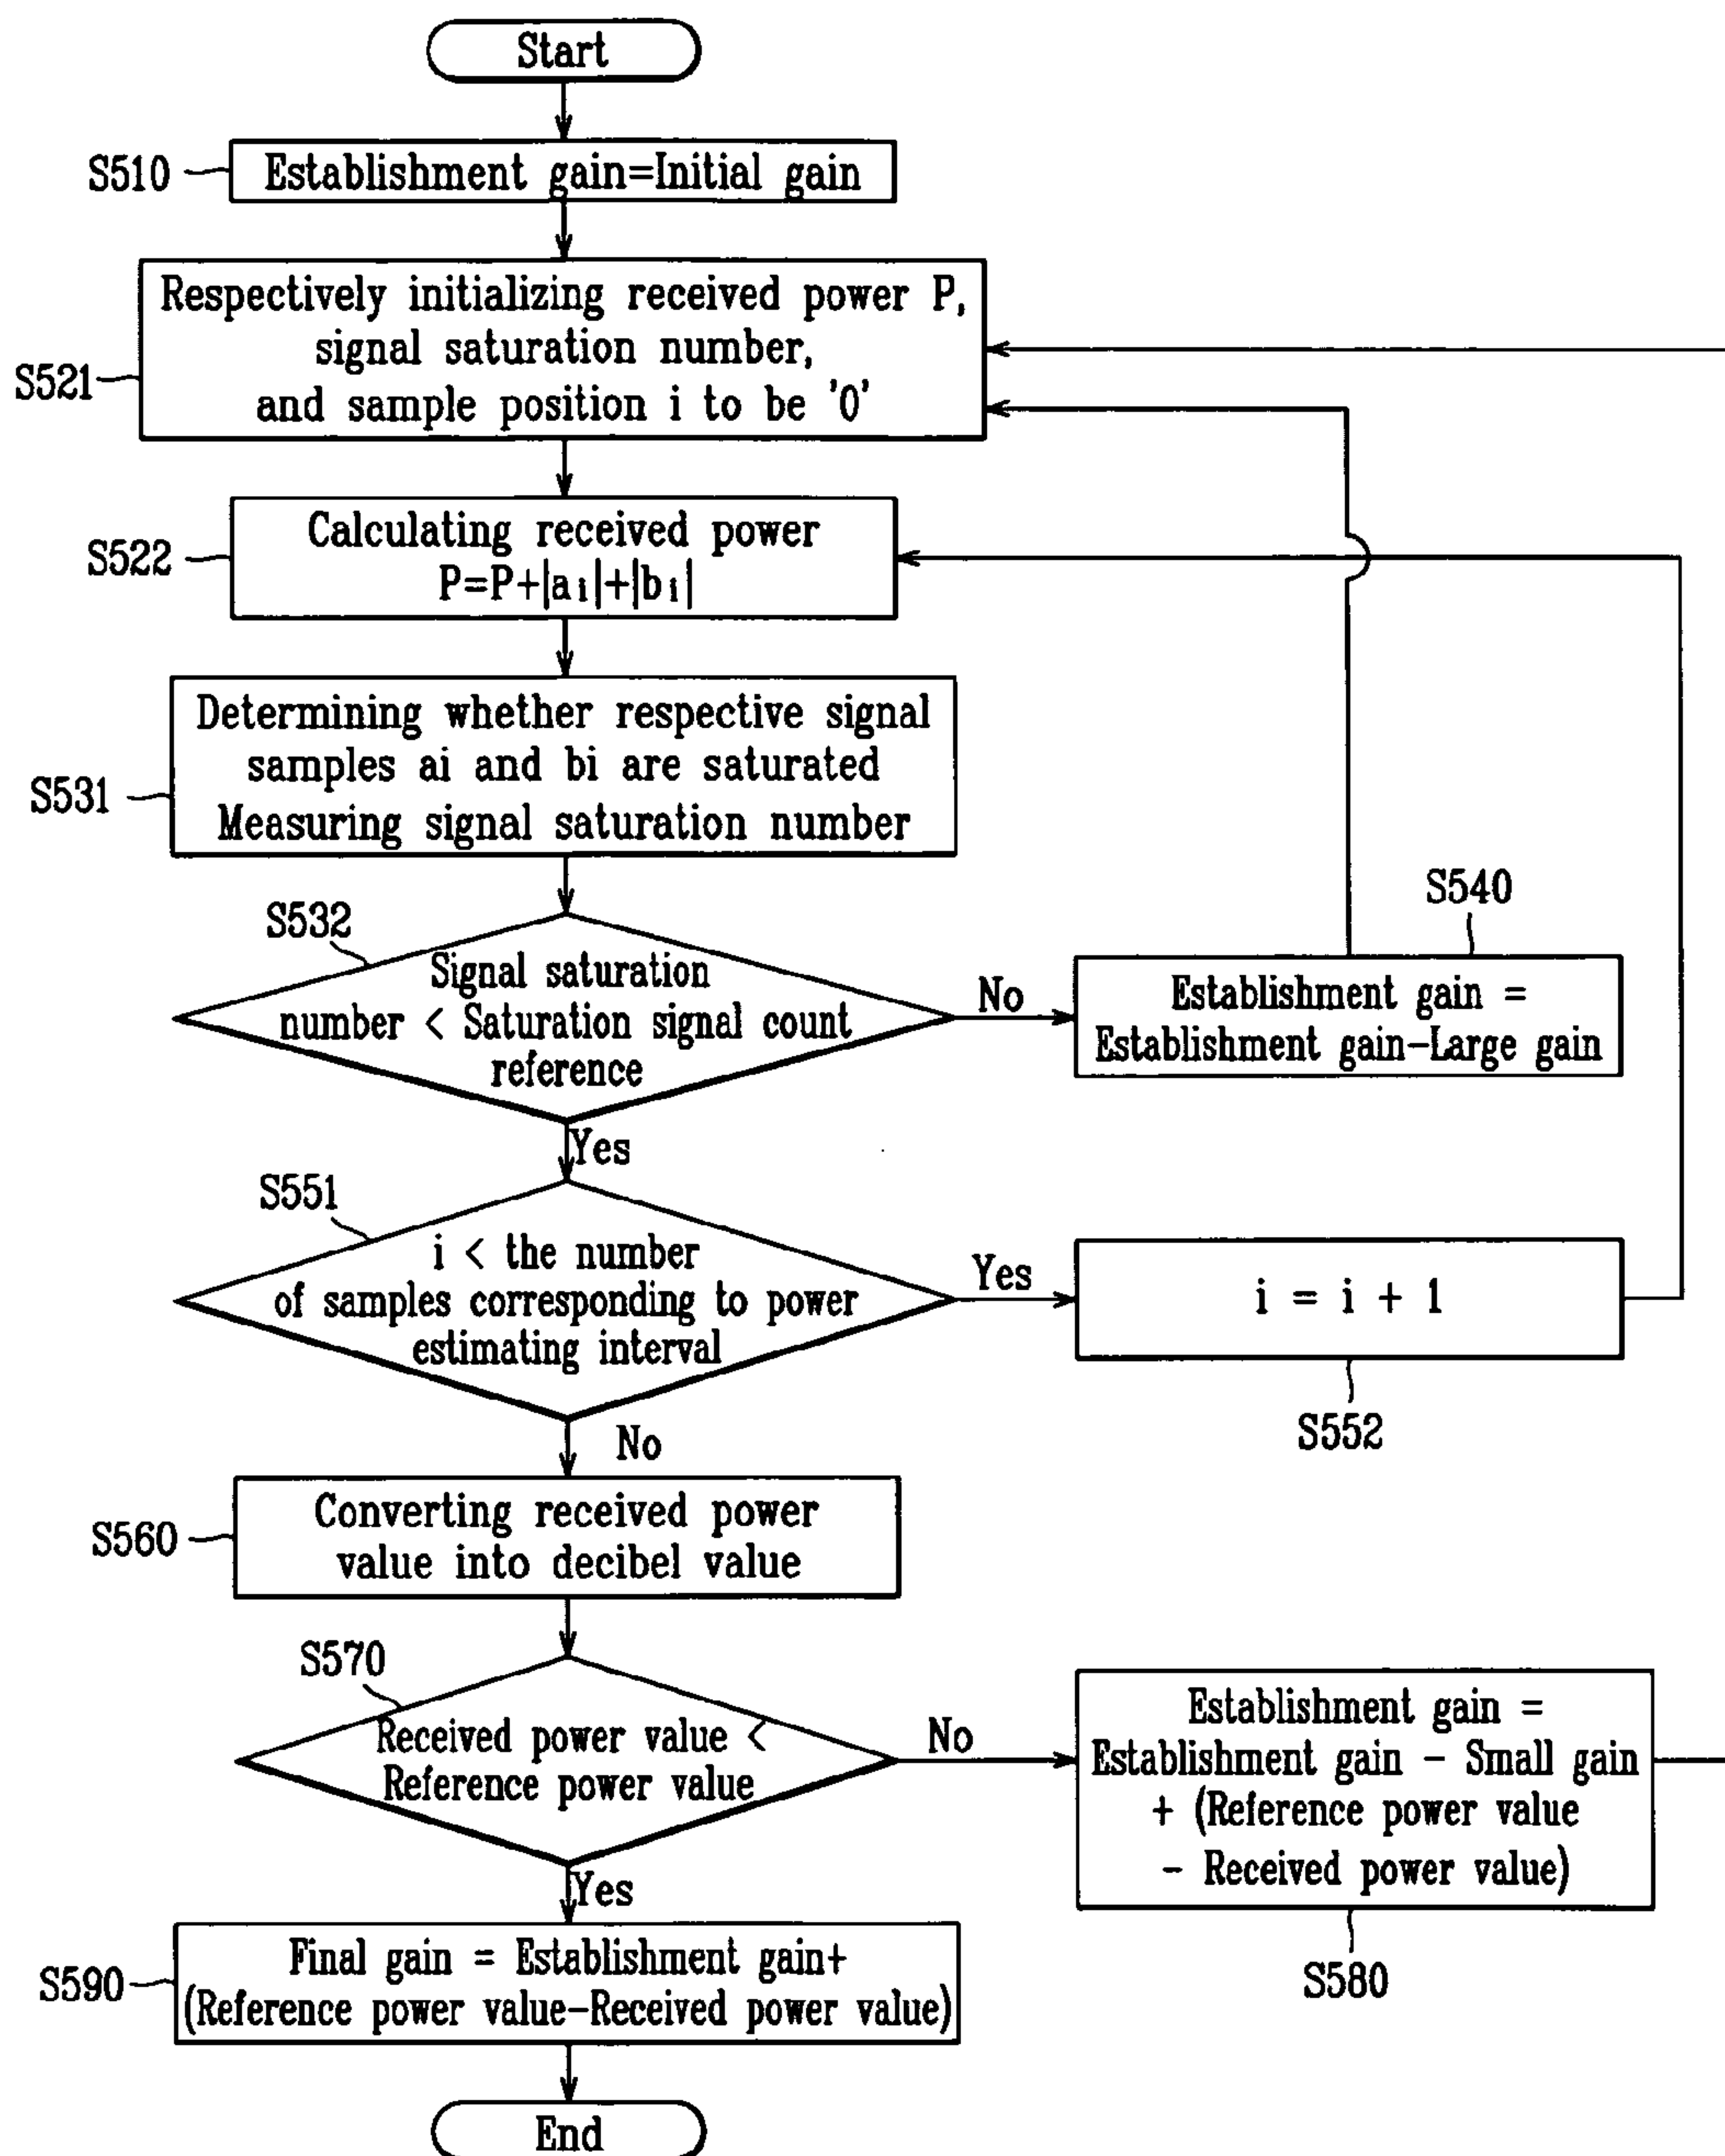 Start
S510
Establishment gain=Initial gain
S521
Respectively initializing received power P,
signal saturation number,
and sample position i to be '0'
S522
Calculating received power
P=P+|ai|+|bi|
S531
Determining whether respective signal
samples ai and bi are saturated
Measuring signal saturation number
S532
Signal saturation
number < Saturation signal count
reference
No
S540
Establishment gain =
Establishment gain-Large gain
Yes
S551
i < the number
of samples corresponding to power
estimating interval
Yes
i = i + 1
S552
No
S560
Converting received power
value into decibel value
S570
Received power value <
Reference power value
No
Establishment gain =
Establishment gain - Small gain
+ (Reference power value
- Received power value)
S580
Yes
S590
Final gain = Establishment gain+
(Reference power value-Received power value)
End